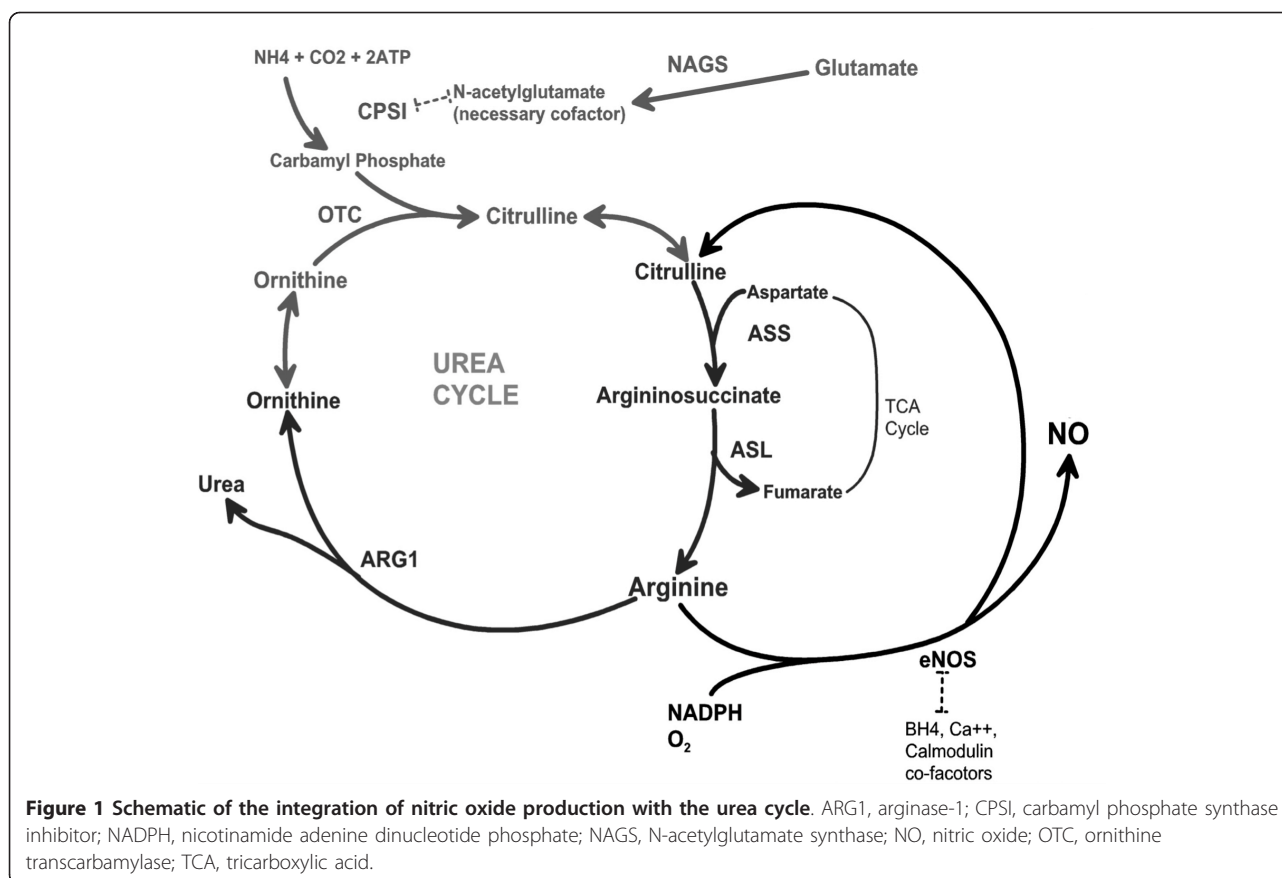 NH4 + CO2 + 2ATP
NAGS
Glutamate
CPSI
N-acetylglutamate
(necessary cofactor)
Carbamyl Phosphate
OTC
Citrulline
Citrulline
Ornithine
Aspartate
ASS
UREA
CYCLE
Ornithine
Argininosuccinate
TCA
Cycle
NO
ASL
Urea
Fumarate
ARG1
Arginine
eNOS
NADPH
O₂
BH4, Ca++,
Calmodulin
co-facotors
Figure 1 Schematic of the integration of nitric oxide production with the urea cycle. ARG1, arginase-1; CPSI, carbamyl phosphate synthase
inhibitor; NADPH, nicotinamide adenine dinucleotide phosphate; NAGS, N-acetylglutamate synthase; NO, nitric oxide; OTC, ornithine
transcarbamylase; TCA, tricarboxylic acid.